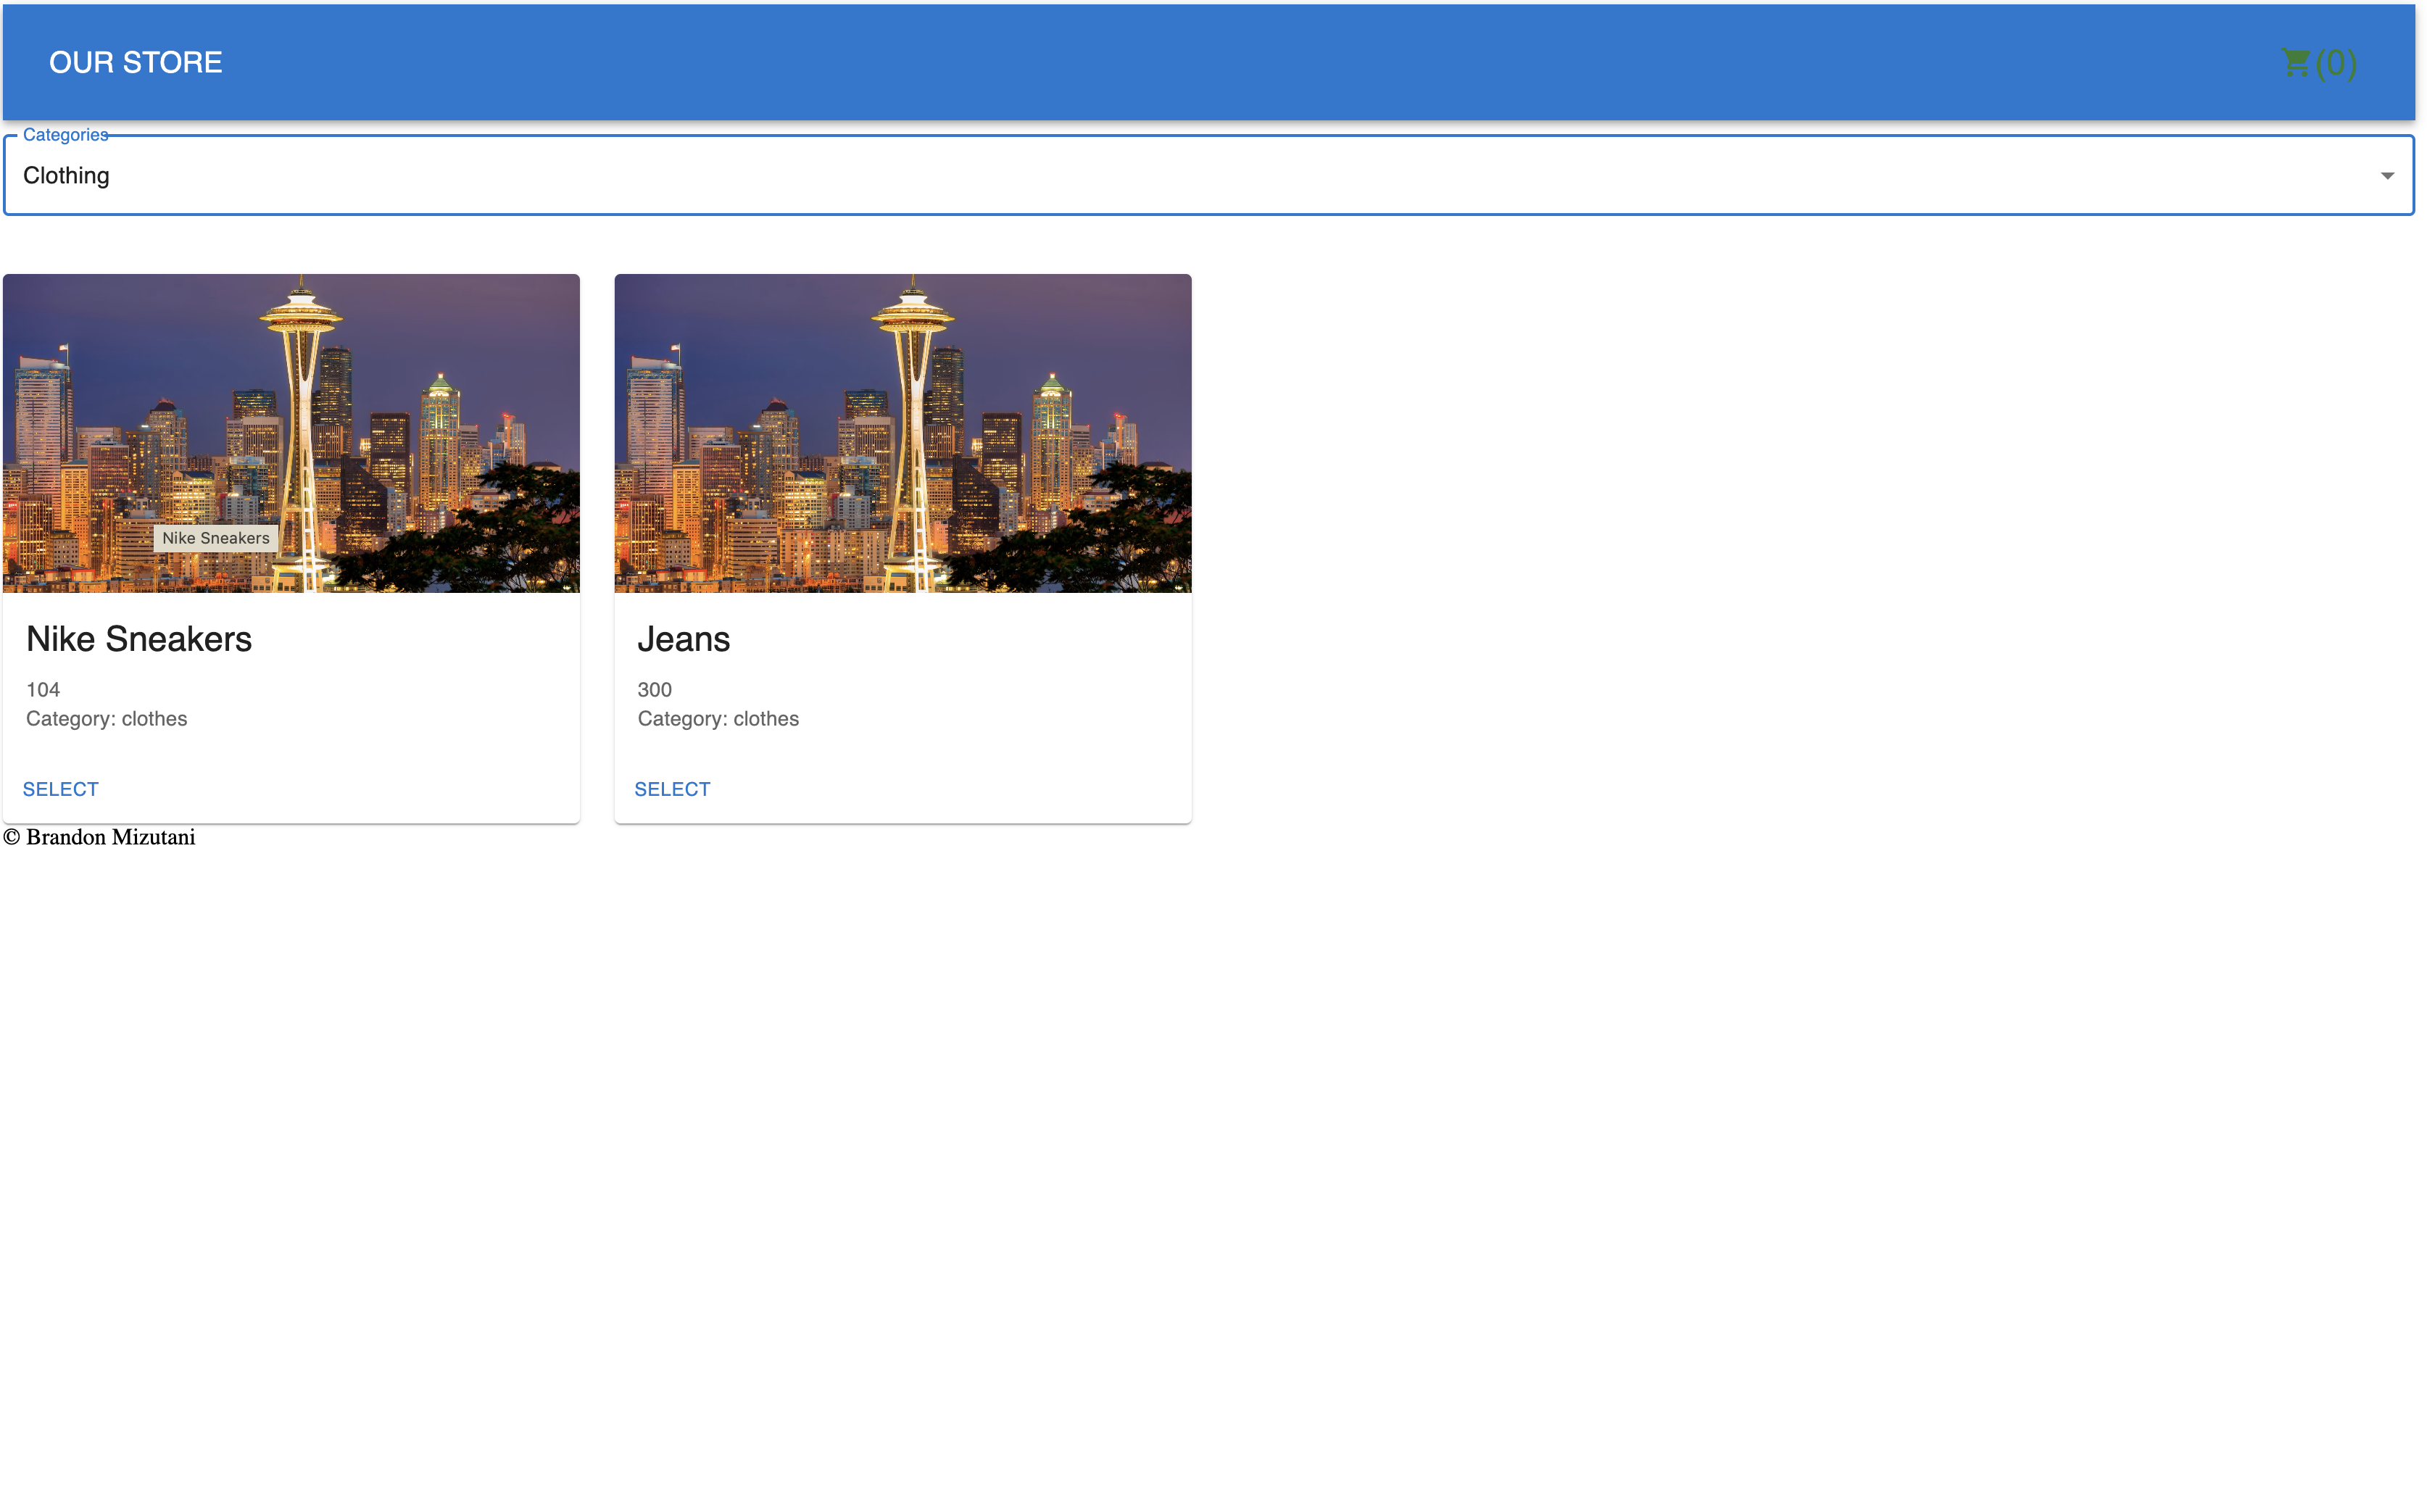 OUR STORE
(0)
Categories
Clothing
Nike Sneakers
Nike Sneakers
104
Category: clothes
SELECT
Jeans
300
Category: clothes
SELECT
© Brandon Mizutani